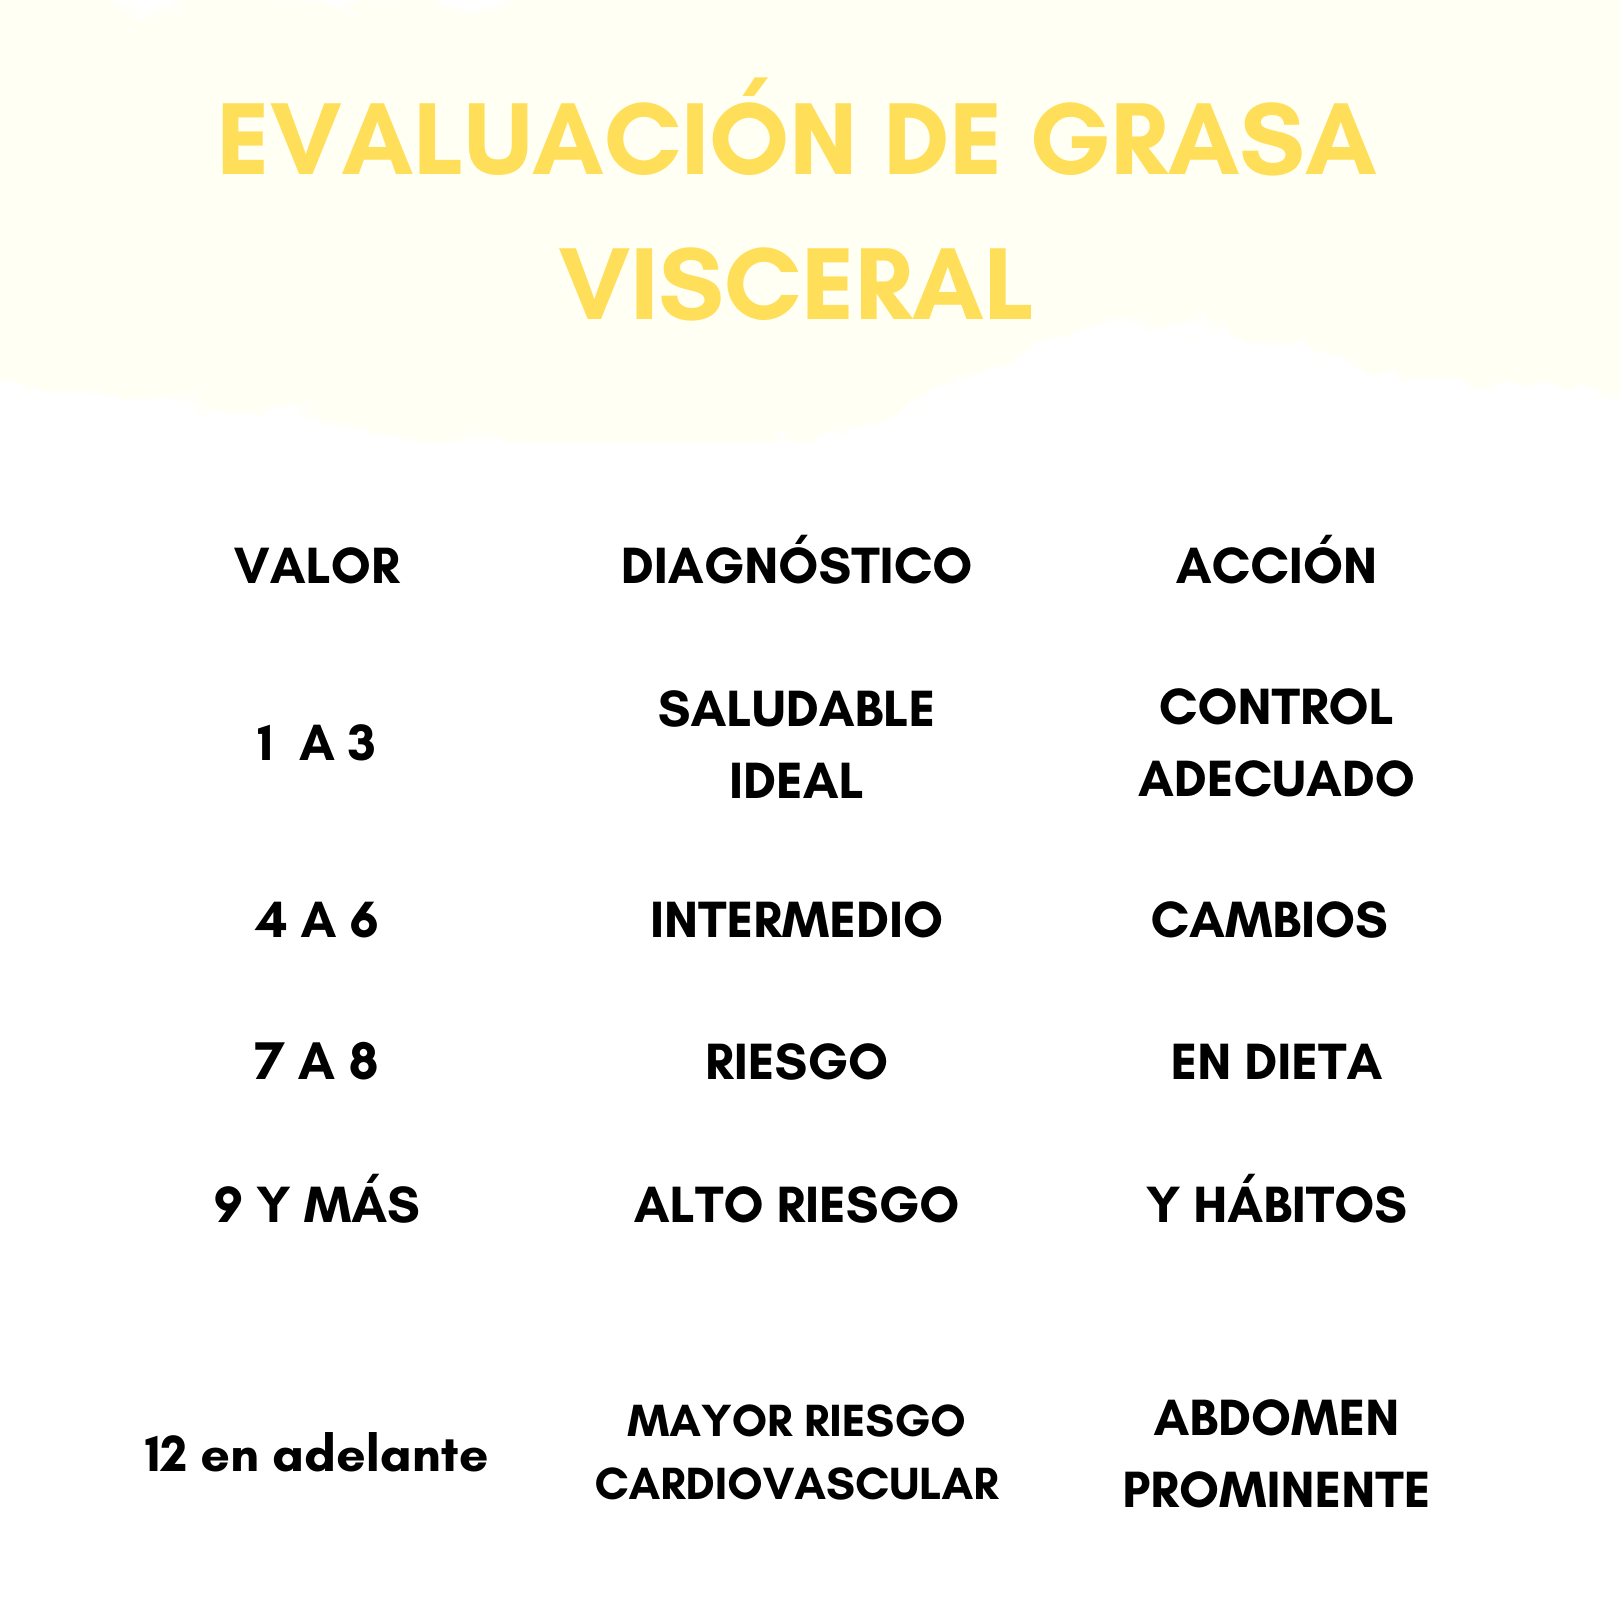 EVALUACIÓN DE GRASA
VISCERAL
VALOR DIAGNÓSTICO ACCIÓN
1 A 3 SALUDABLE IDEAL CONTROL ADECUADO
4 A 6 INTERMEDIO CAMBIOS
7 A 8 RIESGO EN DIETA
9 Y MÁS ALTO RIESGO Y HÁBITOS
12 en adelante MAYOR RIESGO CARDIOVASCULAR ABDOMEN PROMINENTE